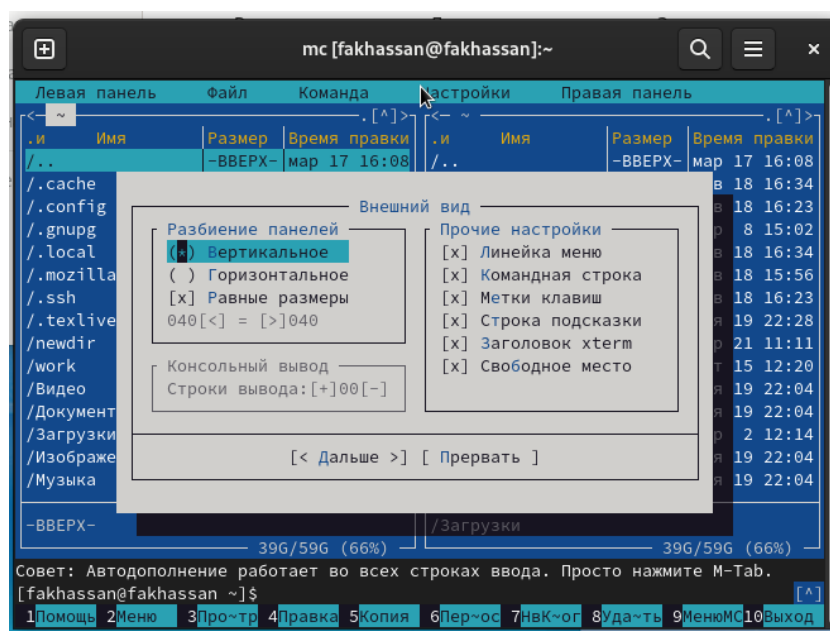 mc [fakhassan@fakhassan]:~
Левая панель Файл Команда Настройки Правая панель
<- ~ .[^]> <- ~ .[^]>
.и Имя Размер Время правки .и Имя Размер Время правки
/.. -ВВЕРХ- мар 17 16:08 /.. -ВВЕРХ- мар 17 16:08
/.cache в 18 16:34
/.config Внешний вид в 18 16:23
/.gnupg Разбиение панелей Прочие настройки р 8 15:02
/.local (*) Вертикальное [x] Линейка меню в 18 16:34
/.mozilla ( ) Горизонтальное [x] Командная строка в 18 15:56
/.ssh [x] Равные размеры [x] Метки клавиш в 18 16:23
/.texlive 040[<] = [>]040 [x] Строка подсказки я 19 22:28
/newdir [x] Заголовок xterm р 21 11:11
/work Консольный вывод [x] Свободное место т 15 12:20
/Видео Строки вывода:[+]00[-] я 19 22:04
/Документ я 19 22:04
/Загрузки р 2 12:14
/Изображе [< Дальше >] [ Прервать ] я 19 22:04
/Музыка я 19 22:04
-ВВЕРХ- /Загрузки
39G/59G (66%) 39G/59G (66%)
Совет: Автодополнение работает во всех строках ввода. Просто нажмите M-Tab.
[fakhassan@fakhassan ~]$ [^]
1Помощь 2Меню 3Про~тр 4Правка 5Копия 6Пер~ос 7НвК~ог 8Уда~ть 9МенюMC 10Выход